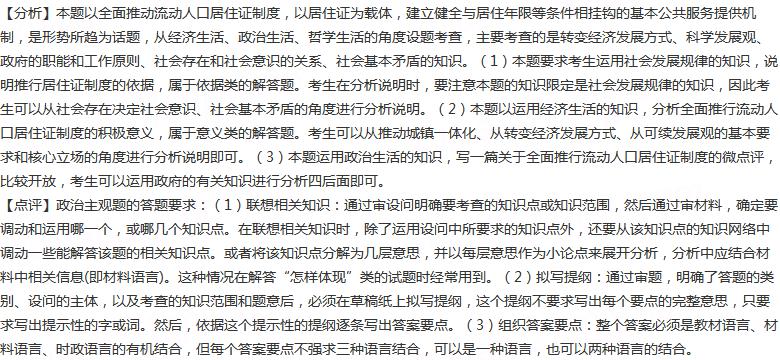 【分析】本题以全面推动流动人口居住证制度，以居住证为载体，建立健全与居住年限等条件相挂钩的基本公共服务提供机
制，是形势所趋为话题，从经济生活、政治生活、哲学生活的角度设题考查，主要考查的是转变经济发展方式、科学发展观、
政府的职能和工作原则、社会存在和社会意识的关系、社会基本矛盾的知识。（1）本题要求考生运用社会发展规律的知识，说
明推行居住证制度的依据，属于依据类的解答题。考生在分析说明时，要注意本题的知识限定是社会发展规律的知识，因此考
生可以从社会存在决定社会意识、社会基本矛盾的角度进行分析说明。（2）本题以运用经济生活的知识，分析全面推行流动人
口居住证制度的积极意义，属于意义类的解答题。考生可以从推动城镇一体化、从转变经济发展方式、从可续发展观的基本要
求和核心立场的角度进行分析说明即可。（3）本题运用政治生活的知识，写一篇关于全面推行流动人口居住证制度的微点评，
比较开放，考生可以运用政府的有关知识进行分析四后面即可。
【点评】政治主观题的答题要求：（1）联想相关知识：通过审设问明确要考查的知识点或知识范围，然后通过审材料，确定要
调动和运用哪一个，或哪几个知识点。在联想相关知识时，除了运用设问中所要求的知识点外，还要从该知识点的知识网络中
调动一些能解答该题的相关知识点。或者将该知识点分解为几层意思，并以每层意思作为小论点来展开分析，分析中应结合材
料中相关信息(即材料语言)。这种情况在解答“怎样体现”类的试题时经常用到。（2）拟写提纲：通过审题，明确了答题的类
别、设问的主体，以及考查的知识范围和题意后，必须在草稿纸上拟写提纲，这个提纲不要求写出每个要点的完整意思，只要
求写出提示性的字或词。然后，依据这个提示性的提纲逐条写出答案要点。（3）组织答案要点：整个答案必须是教材语言、材
料语言、时政语言的有机结合，但每个答案要点不强求三种语言结合，可以是一种语言，也可以两种语言的结合。